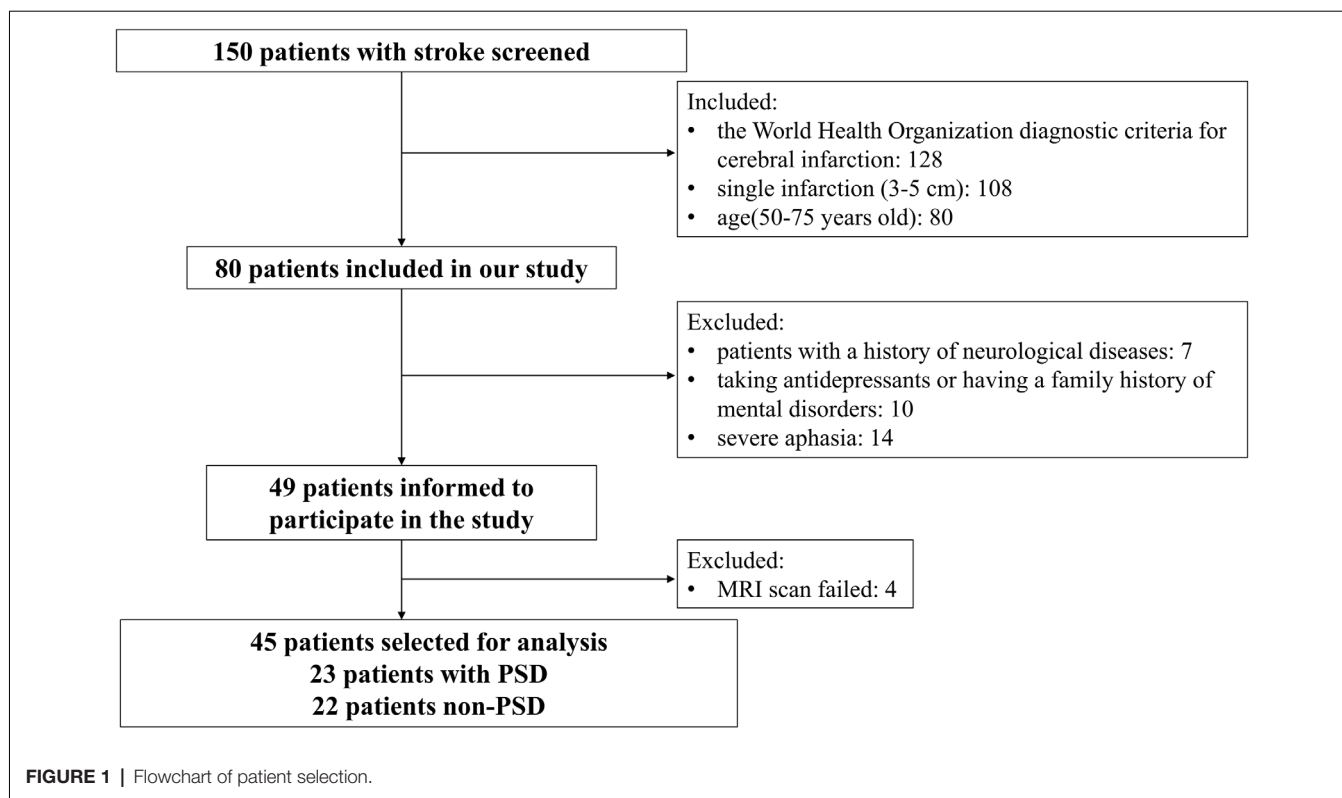 150 patients with stroke screened
Included:
• the World Health Organization diagnostic criteria for
cerebral infarction: 128
• single infarction (3-5 cm): 108
• age(50-75 years old): 80
80 patients included in our study
Excluded:
• patients with a history of neurological diseases: 7
• taking antidepressants or having a family history of
mental disorders: 10
• severe aphasia: 14
49 patients informed to
participate in the study
Excluded:
• MRI scan failed: 4
45 patients selected for analysis
23 patients with PSD
22 patients non-PSD
FIGURE 1 | Flowchart of patient selection.